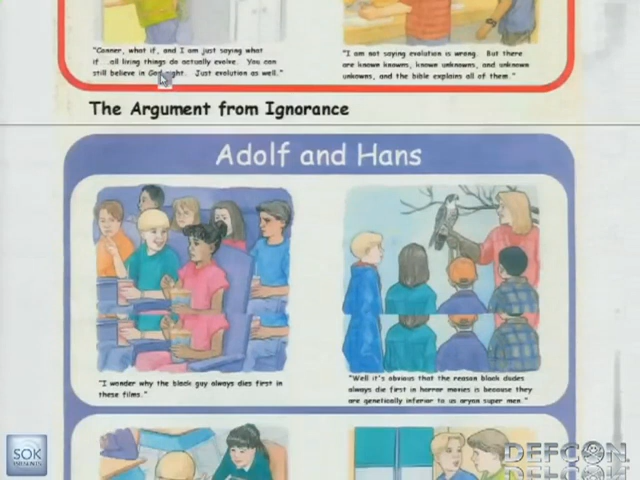 "Conner, what if, and I am just saying what
if ...all living things do actually evolve. You can
still believe in God right. Just evolution as well."
"I am not saying evolution is wrong. But there
are known knowns, known unknowns, and unknown
unkowns, and the bible explains all of them."
The Argument from Ignorance
Adolf and Hans
"I wonder why the black guy always dies first in
these films."
"Well it's obvious that the reason black dudes
always die first in horror movies is because they
are genetically inferior to us aryan super men."
SOK
PRESENTS
DEFCON